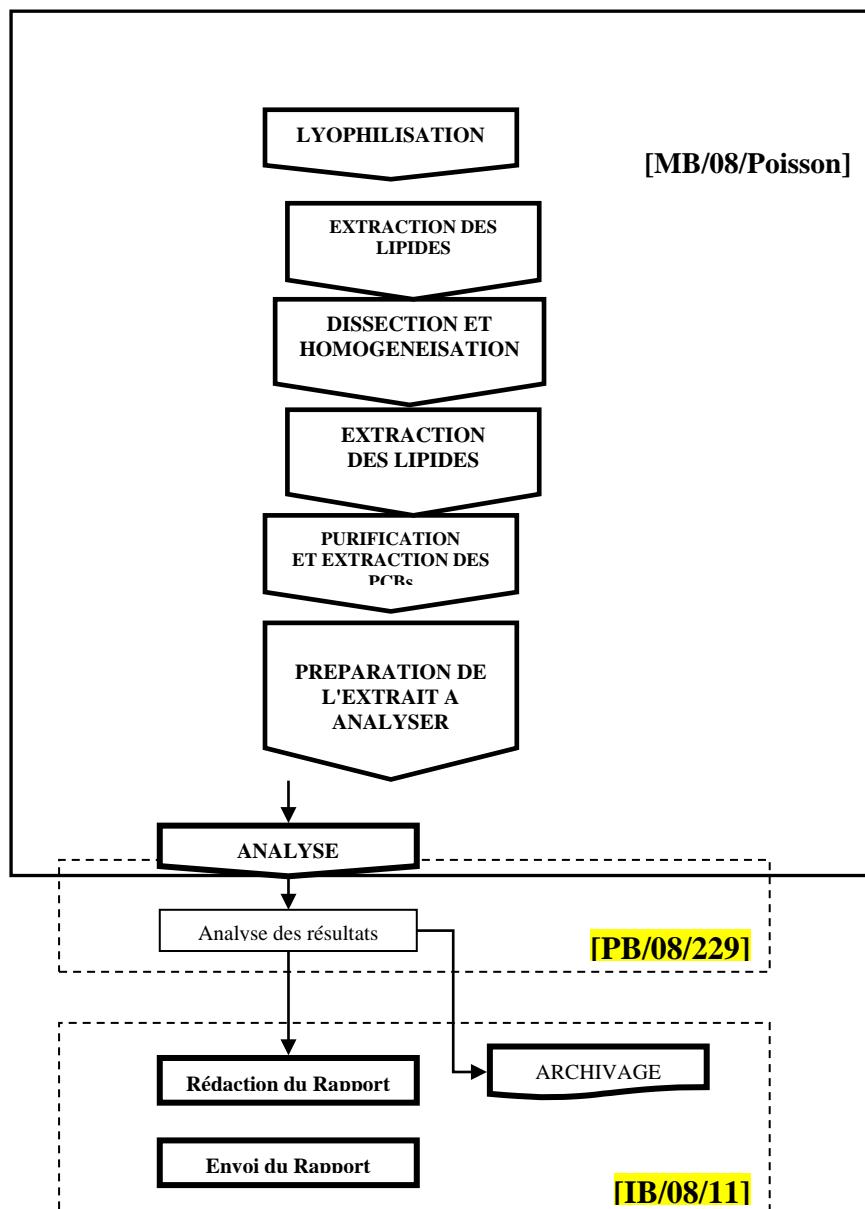 LYOPHILISATION
[MB/08/Poisson]
EXTRACTION DES
LIPIDES
DISSECTION ET
HOMOGENEISATION
EXTRACTION
DES LIPIDES
PURIFICATION
ET EXTRACTION DES
PCBs
PREPARATION DE
L'EXTRAIT A
ANALYSER
ANALYSE
Analyse des résultats
[PB/08/229]
Rédaction du Rapport
ARCHIVAGE
Envoi du Rapport
[IB/08/11]